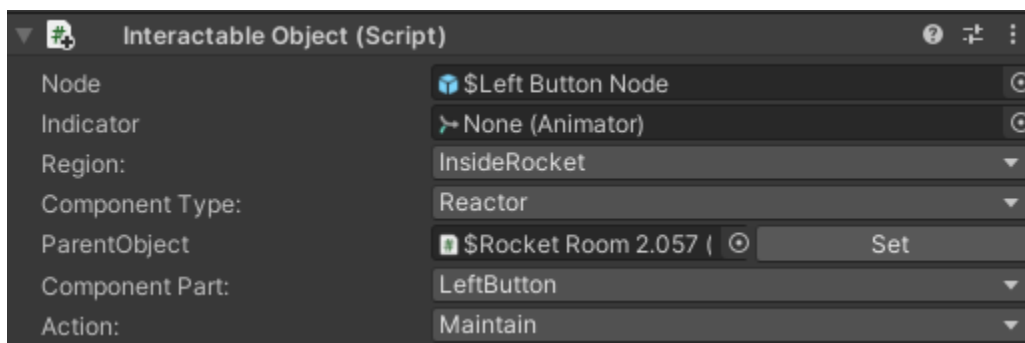 Interactable Object (Script)
Node $Left Button Node
Indicator None (Animator)
Region: InsideRocket
Component Type: Reactor
ParentObject $Rocket Room 2.057 ( Set
Component Part: LeftButton
Action: Maintain